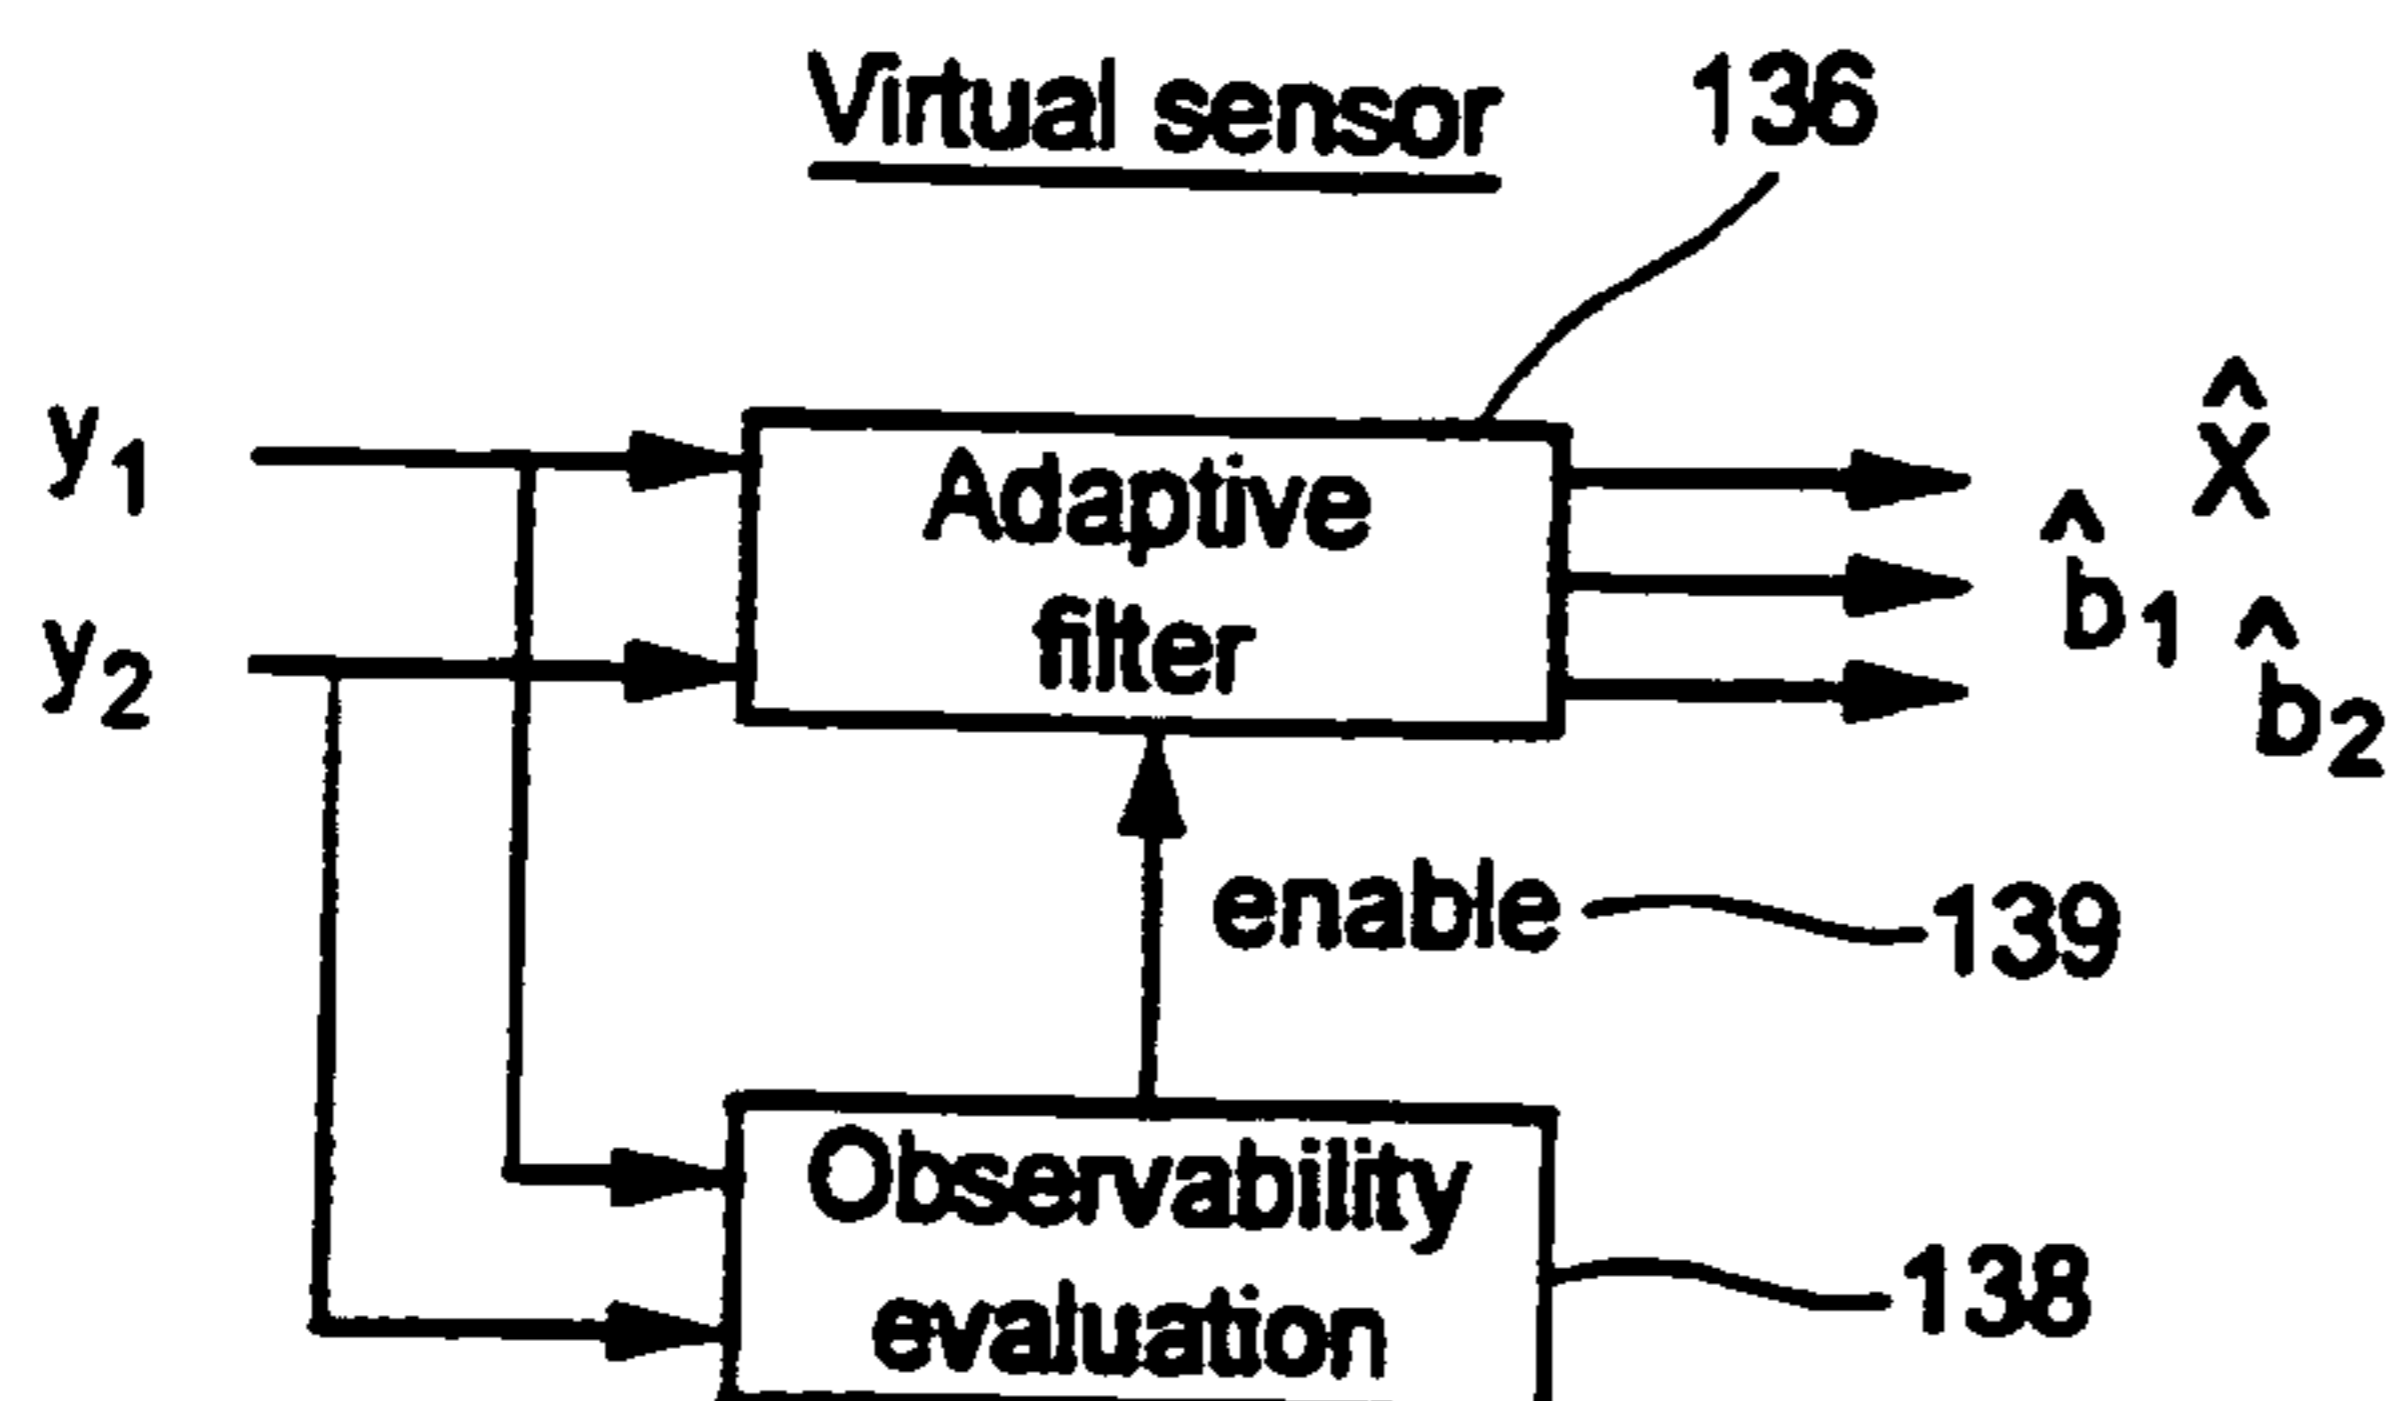 Virtual sensor
136
y1
Adaptive
filter
x̂
b̂1
y2
b̂2
enable
139
Observability
evaluation
138